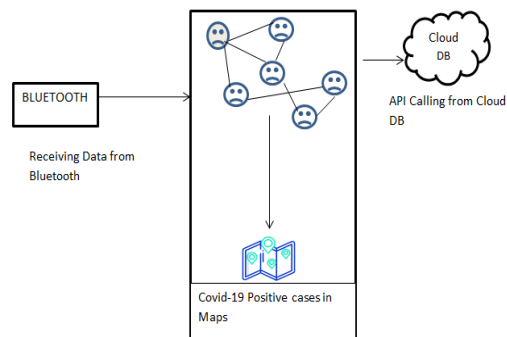 BLUETOOTH
Receiving Data from
Bluetooth
Cloud
DB
API Calling from Cloud
DB
Covid-19 Positive cases in
Maps